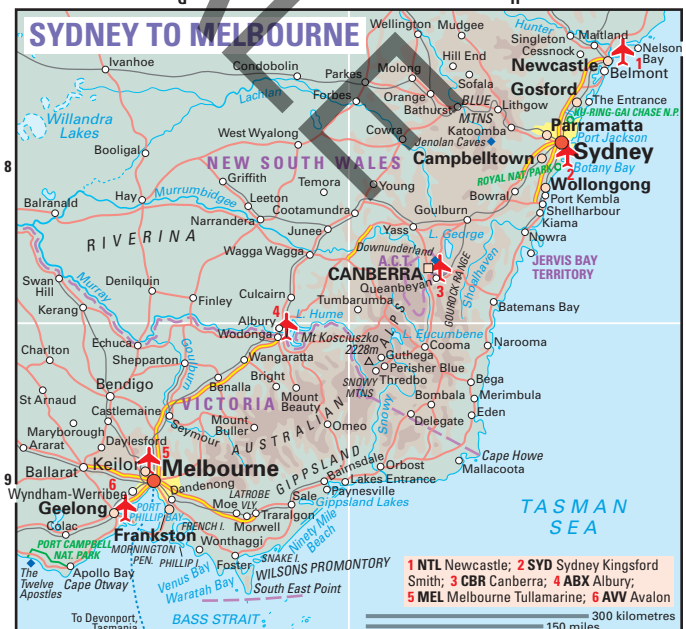 SYDNEY TO MELBOURNE
Wellington
Mudgee
Hunter
Singleton
Maitland
Cessnock
Nelson
Bay
1
Newcastle
Belmont
Ivanhoe
Condobolin
Parkes
Molong
Hill End
Sofala
Gosford
Lachlan
Forbes
Orange
Bathurst
BLUE
MTNS
Lithgow
The Entrance
KU-RING-GAI CHASE N.P.
Willandra
Lakes
West Wyalong
Cowra
Katoomba
Jenolan Caves
Parramatta
Port Jackson
Booligal
8
NEW SOUTH WALES
Campbelltown
Sydney
2
Botany Bay
ROYAL NAT. PARK
Griffith
Temora
Young
Wollongong
Hay
Murrumbidgee
Leeton
Cootamundra
Bowral
Port Kembla
Balranald
Narrandera
Junee
Goulburn
Shellharbour
Kiama
RIVERINA
Yass
L. George
Nowra
Wagga Wagga
Downunderland
A.C.T.
CANBERRA
Queanbeyan
3
GOUROCK RANGE
Shoalhaven
JERVIS BAY
TERRITORY
Swan
Hill
Murray
Denilquin
Finley
Culcairn
Tumbarumba
Batemans Bay
Kerang
4
Albury
L. Hume
Wodonga
Mt Kosciuszko
2228m
ALPS
L. Eucumbene
Cooma
Narooma
Charlton
Echuca
Shepparton
Goulburn
Wangaratta
Guthega
Perisher Blue
Thredbo
SNOWY
MTNS
Bendigo
Benalla
Bright
Mount
Beauty
Bega
Merimbula
St Arnaud
Castlemaine
VICTORIA
Bombala
Eden
Seymour
Mount
Buller
AUSTRALIAN
Omeo
Snowy
Delegate
Maryborough
Ararat
Daylesford
5
Cape Howe
Mallacoota
Ballarat
Keilor
Melbourne
GIPPSLAND
Bairnsdale
Orbost
9
6
Wyndham-Werribee
Dandenong
Lakes Entrance
Paynesville
Geelong
PORT
PHILLIP BAY
LATROBE
VLY
Moe
Sale
Gippsland Lakes
TASMAN
SEA
Colac
FRENCH I.
Morwell
Traralgon
Frankston
PORT CAMPBELL
NAT. PARK
MORNINGTON
PEN.
PHILLIP I.
Wonthaggi
Ninety Mile
Beach
The
Twelve
Apostles
Apollo Bay
Cape Otway
Venus Bay
Waratah Bay
Foster
SNAKE I.
WILSONS PROMONTORY
South East Point
To Devonport,
Tasmania
BASS STRAIT
1 NTL Newcastle; 2 SYD Sydney Kingsford
Smith; 3 CBR Canberra; 4 ABX Albury;
5 MEL Melbourne Tullamarine; 6 AVV Avalon
300 kilometres
150 miles